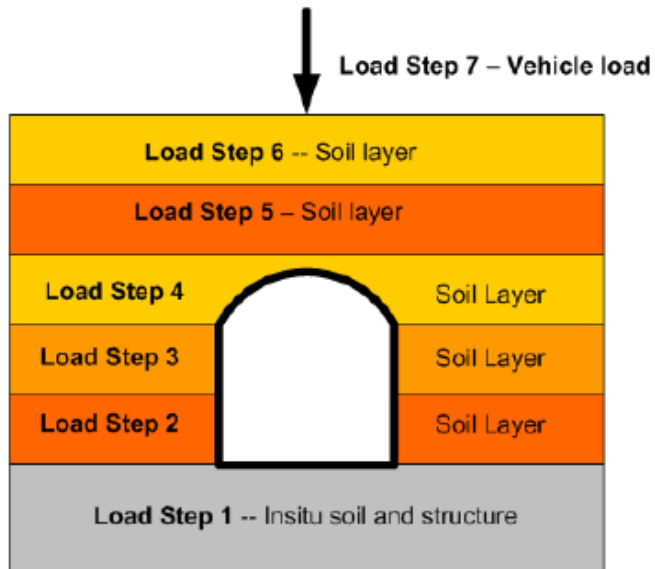 Load Step 7 – Vehicle load
Load Step 6 -- Soil layer
Load Step 5 – Soil layer
Load Step 4 Soil Layer
Load Step 3 Soil Layer
Load Step 2 Soil Layer
Load Step 1 -- Insitu soil and structure